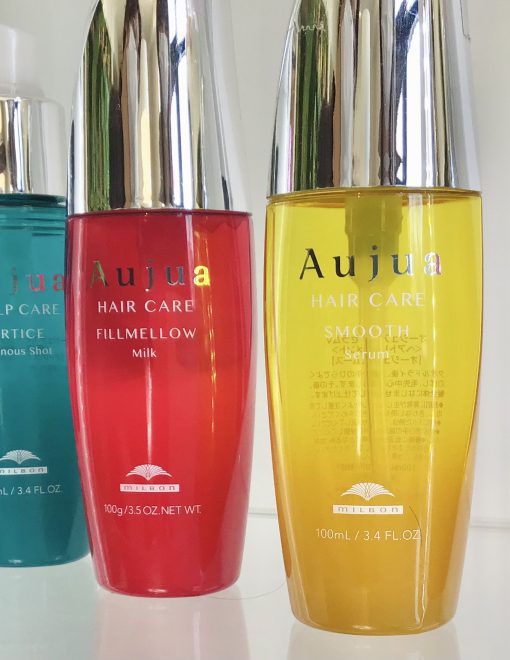 jua
LP CARE
RTICE
nous Shot
MILBON
mL / 3.4 FL.OZ.
Aujua
HAIR CARE
FILLMELLOW
Milk
MILBON
100g / 3.5 OZ. NET WT.
Aujua
HAIR CARE
SMOOTH
Serum
MILBON
100mL / 3.4 FL.OZ.